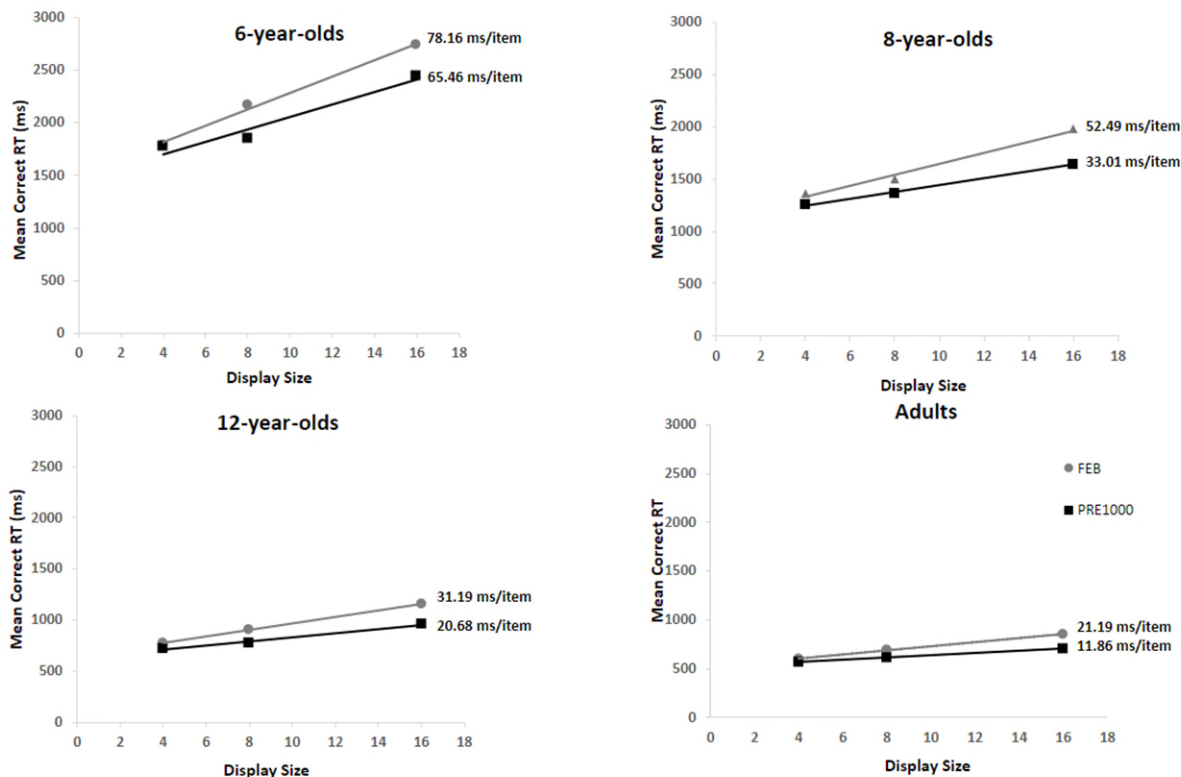 6-year-olds
Mean Correct RT (ms)
3000
2500
2000
1500
1000
500
0
78.16 ms/item
65.46 ms/item
0 2 4 6 8 10 12 14 16 18
Display Size
8-year-olds
Mean Correct RT (ms)
3000
2500
2000
1500
1000
500
0
52.49 ms/item
33.01 ms/item
0 2 4 6 8 10 12 14 16 18
Display Size
12-year-olds
Mean Correct RT (ms)
3000
2500
2000
1500
1000
500
0
31.19 ms/item
20.68 ms/item
0 2 4 6 8 10 12 14 16 18
Display Size
Adults
Mean Correct RT
3000
2500
2000
1500
1000
500
0
FEB
PRE1000
21.19 ms/item
11.86 ms/item
0 2 4 6 8 10 12 14 16 18
Display Size